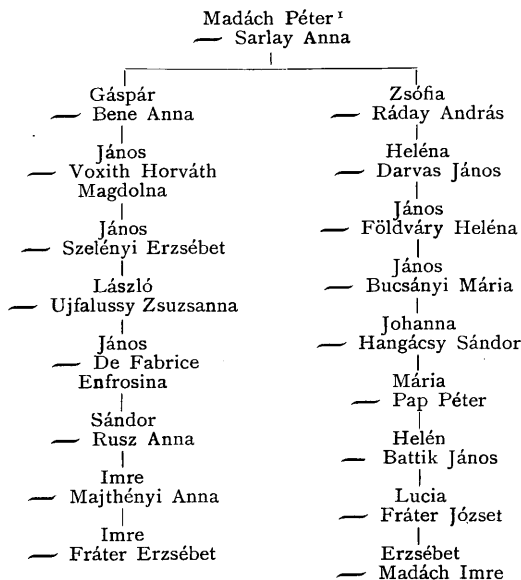 Madách Péter¹
— Sarlay Anna
Gáspár
— Bene Anna
János
— Voxith Horváth
Magdolna
János
— Szelényi Erzsébet
László
— Ujfalussy Zsuzsanna
János
— De Fabrice
Enfrosina
Sándor
— Rusz Anna
Imre
— Majthényi Anna
Imre
— Fráter Erzsébet
Zsófia
— Ráday András
Heléna
— Darvas János
János
— Földváry Heléna
János
— Bucsányi Mária
Johanna
— Hangácsy Sándor
Mária
— Pap Péter
Helén
— Battik János
Lucia
— Fráter József
Erzsébet
— Madách Imre